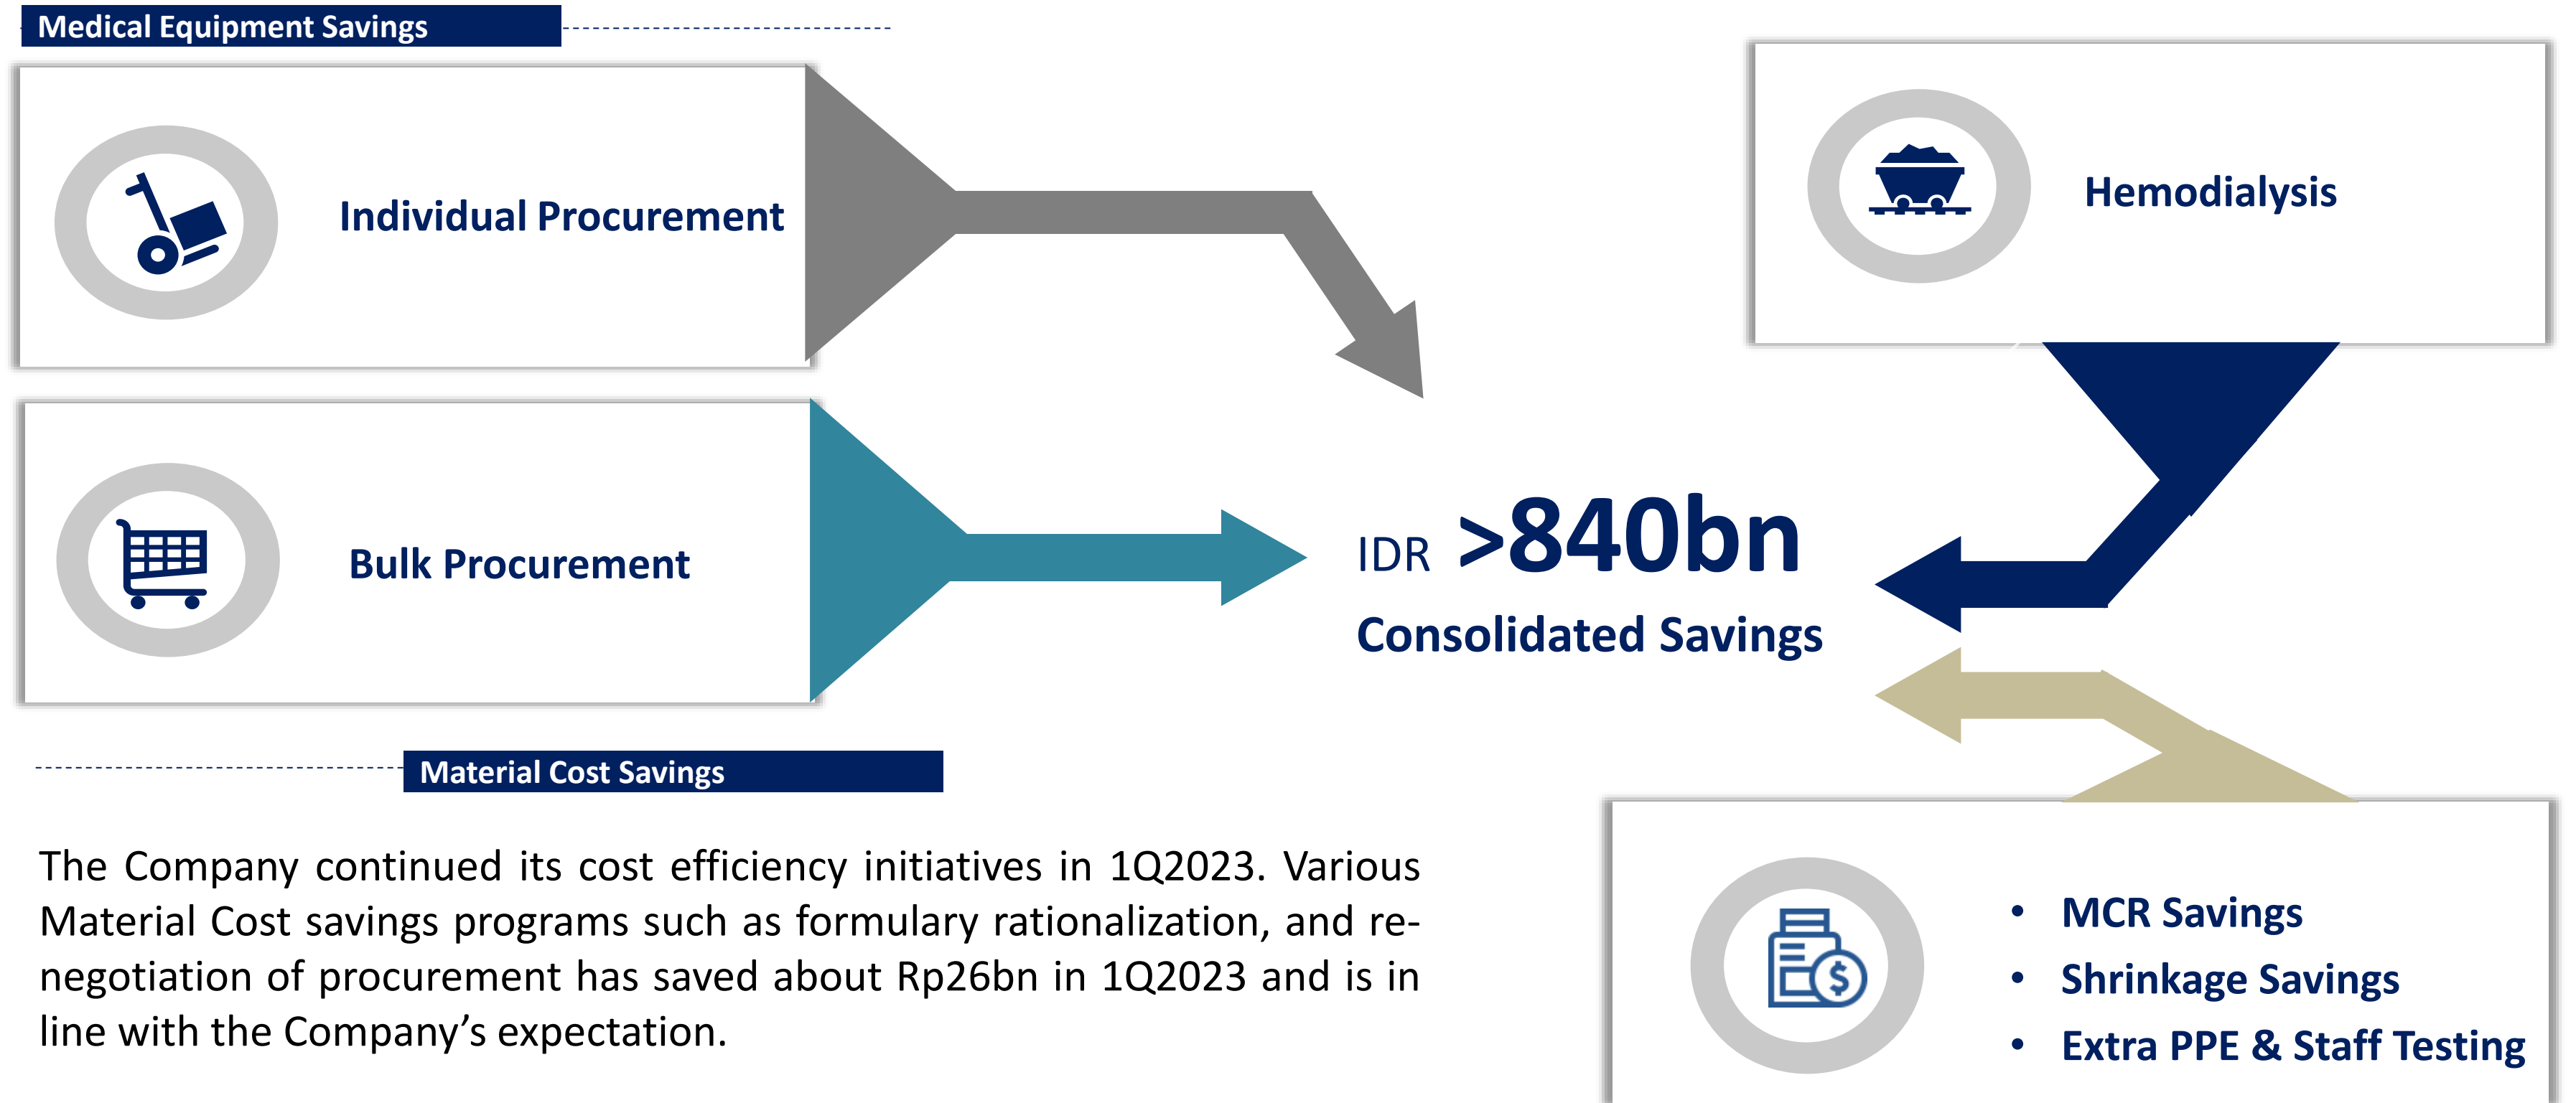 Medical Equipment Savings
Individual Procurement
Hemodialysis
Bulk Procurement
IDR >840bn
Consolidated Savings
Material Cost Savings
The Company continued its cost efficiency initiatives in 1Q2023. Various
Material Cost savings programs such as formulary rationalization, and re-
negotiation of procurement has saved about Rp26bn in 1Q2023 and is in
line with the Company’s expectation.
• MCR Savings
• Shrinkage Savings
• Extra PPE & Staff Testing
$